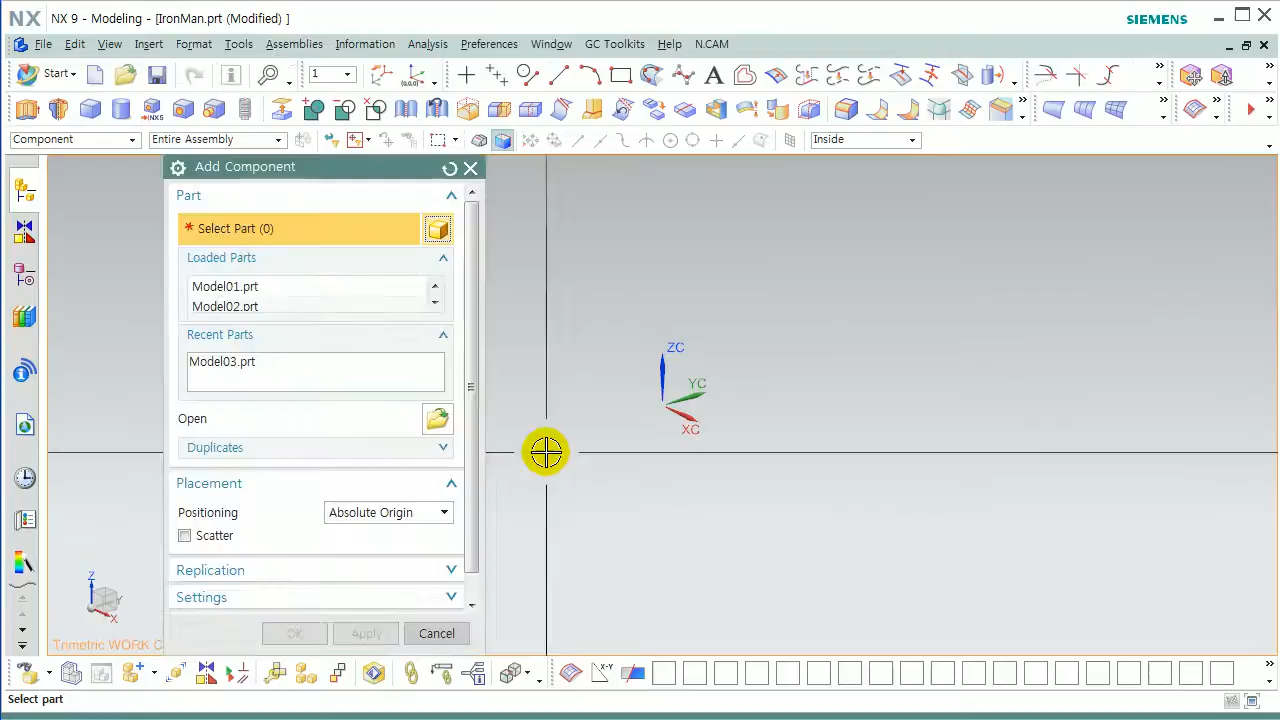 NX NX 9 - Modeling - [IronMan.prt (Modified) ] SIEMENS
File Edit View Insert Format Tools Assemblies Information Analysis Preferences Window GC Toolkits Help N.CAM
Start 1
Component Entire Assembly Inside
Add Component
Part
* Select Part (0)
Loaded Parts
Model01.prt
Model02.prt
Recent Parts
Model03.prt
Open
Duplicates
Placement
Positioning Absolute Origin
Scatter
Replication
Settings
OK Apply Cancel
ZC
YC
XC
Z
Y
X
Trimetric WORK C
Select part